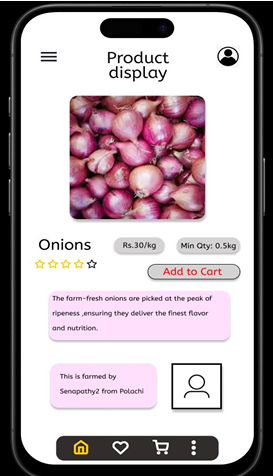 Product
display
Onions
Rs.30/kg
Min Qty: 0.5kg
Add to Cart
The farm-fresh onions are picked at the peak of
ripeness ,ensuring they deliver the finest flavor
and nutrition.
This is farmed by
Senapathy2 from Polachi